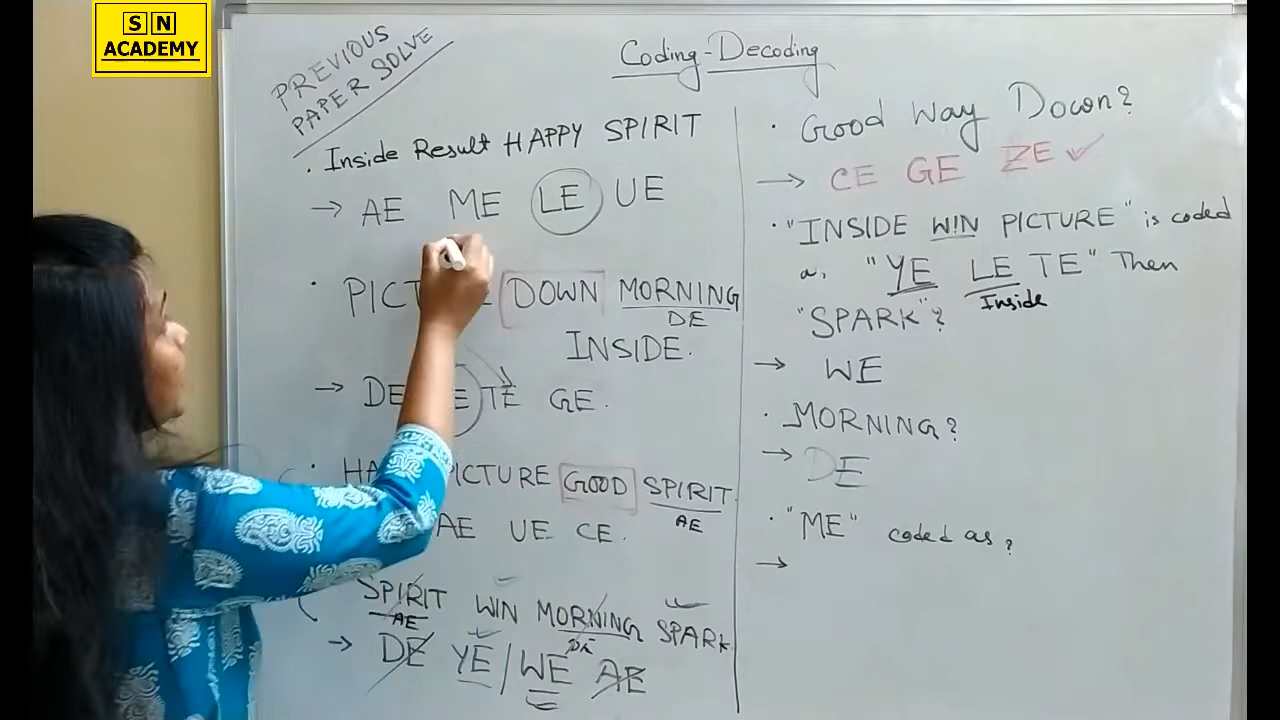 SN
ACADEMY
PREVIOUS
PAPER SOLVE
Coding-Decoding
· Inside Result HAPPY SPIRIT
→ AE ME LE UE
· DOWN MORNING
DE
INSIDE.
→ DE TE GE.
· PICTURE GOOD SPIRIT
AE
AE UE CE.
SPIRIT WIN MORNING SPARK
AE DE
→ DE YE/WE AE
· Good Way Down?
→ CE GE ZE ✓
· "INSIDE WIN PICTURE" is coded
as "YE LE TE" Then
Inside
"SPARK"?
→ WE
· MORNING?
→ DE
· "ME" coded as?
→